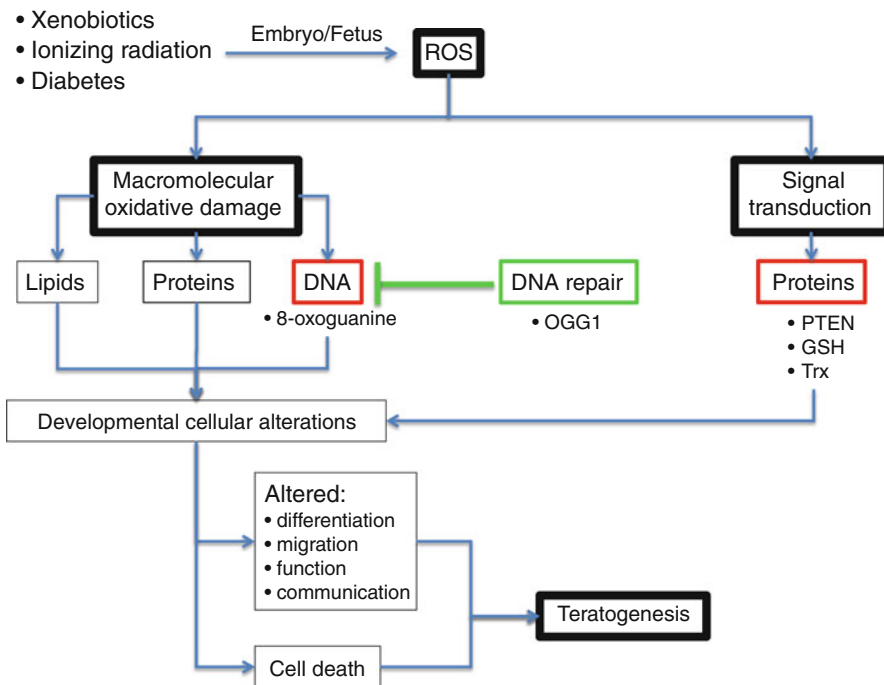 • Xenobiotics
• Ionizing radiation
• Diabetes
Embryo/Fetus
ROS
Macromolecular
oxidative damage
Signal
transduction
Lipids
Proteins
DNA
DNA repair
Proteins
• 8-oxoguanine
• OGG1
• PTEN
• GSH
• Trx
Developmental cellular alterations
Altered:
• differentiation
• migration
• function
• communication
Teratogenesis
Cell death